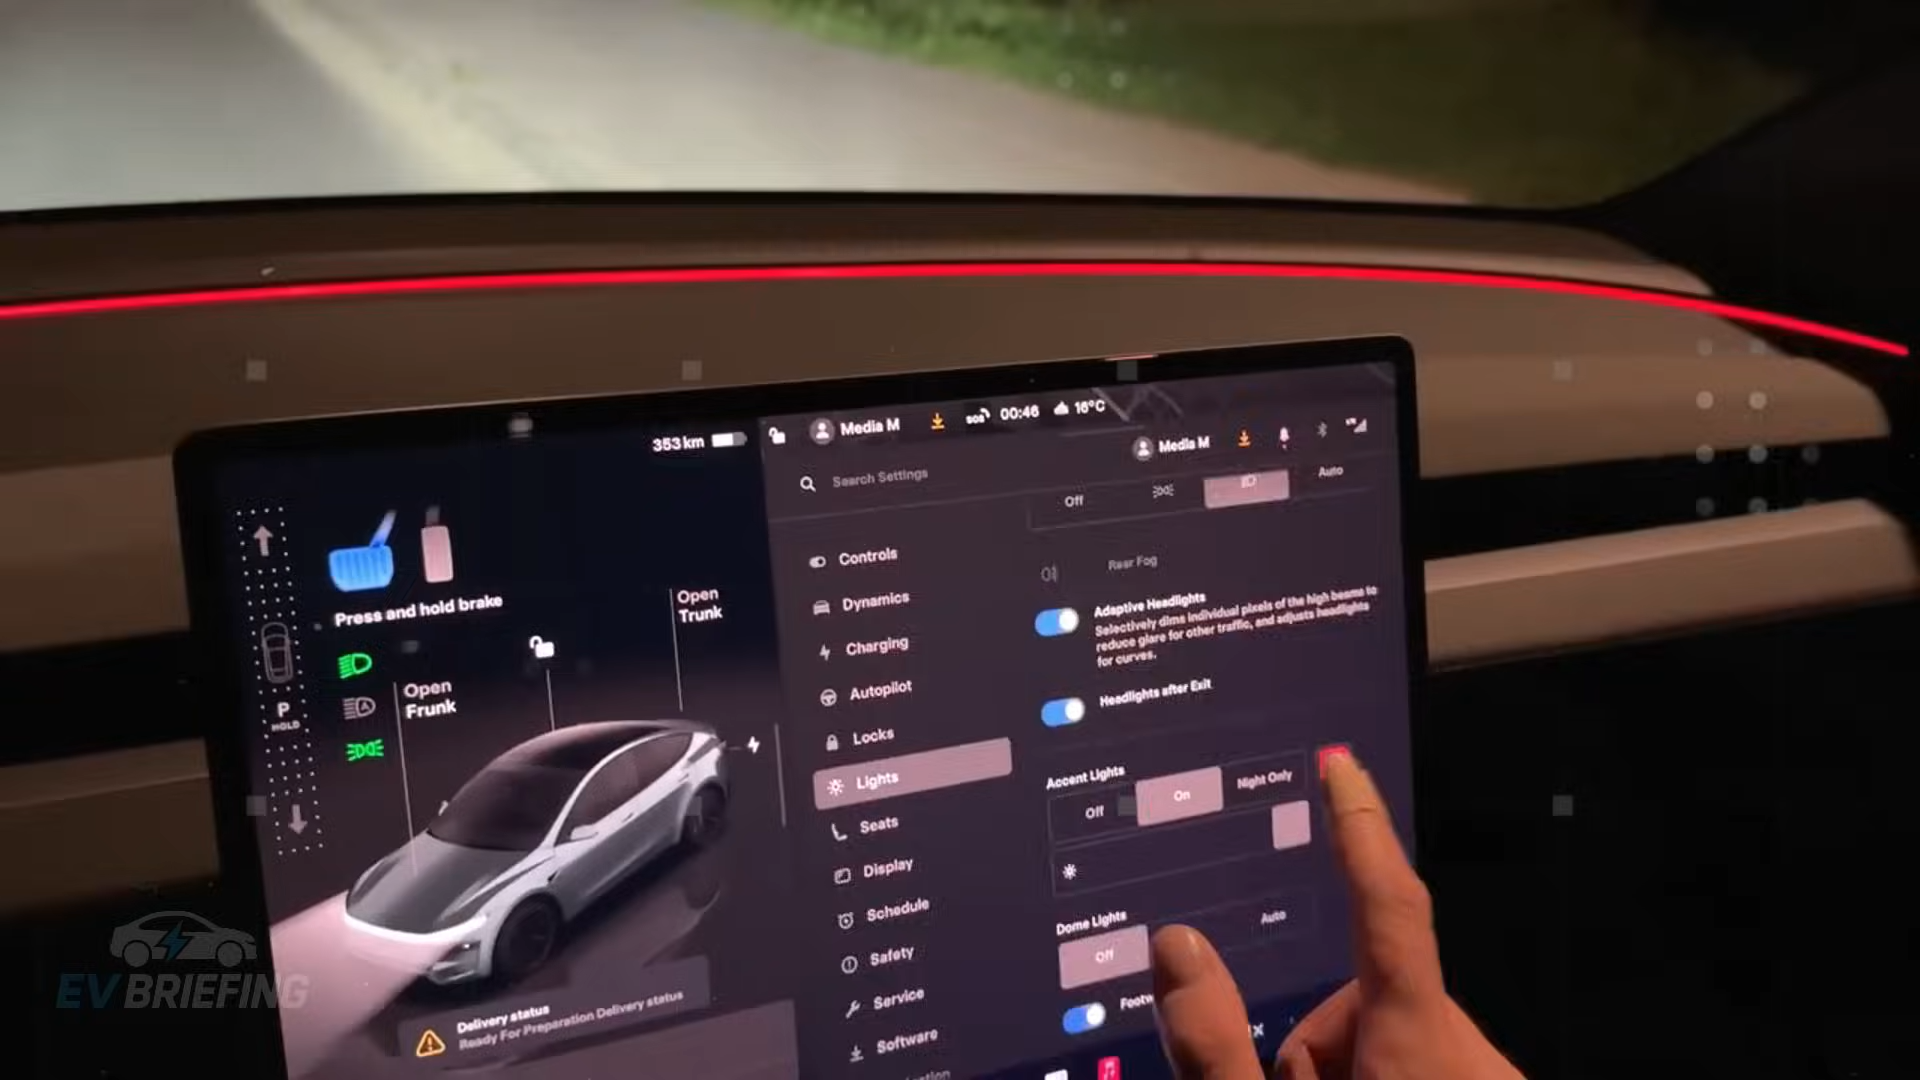 353 km
Media M
SOS
00:46
16°C
Media M
Search Settings
Off
Auto
Press and hold brake
Open
Trunk
Open
Frunk
P
HOLD
Controls
Dynamics
Charging
Autopilot
Locks
Lights
Seats
Display
Schedule
Safety
Service
Software
Rear Fog
Adaptive Headlights
Selectively dims individual pixels of the high beams to
reduce glare for other traffic, and adjusts headlights
for curves.
Headlights after Exit
Accent Lights
Off
On
Night Only
Dome Lights
Off
Auto
Delivery status
Ready For Preparation Delivery status
EVBRIEFING